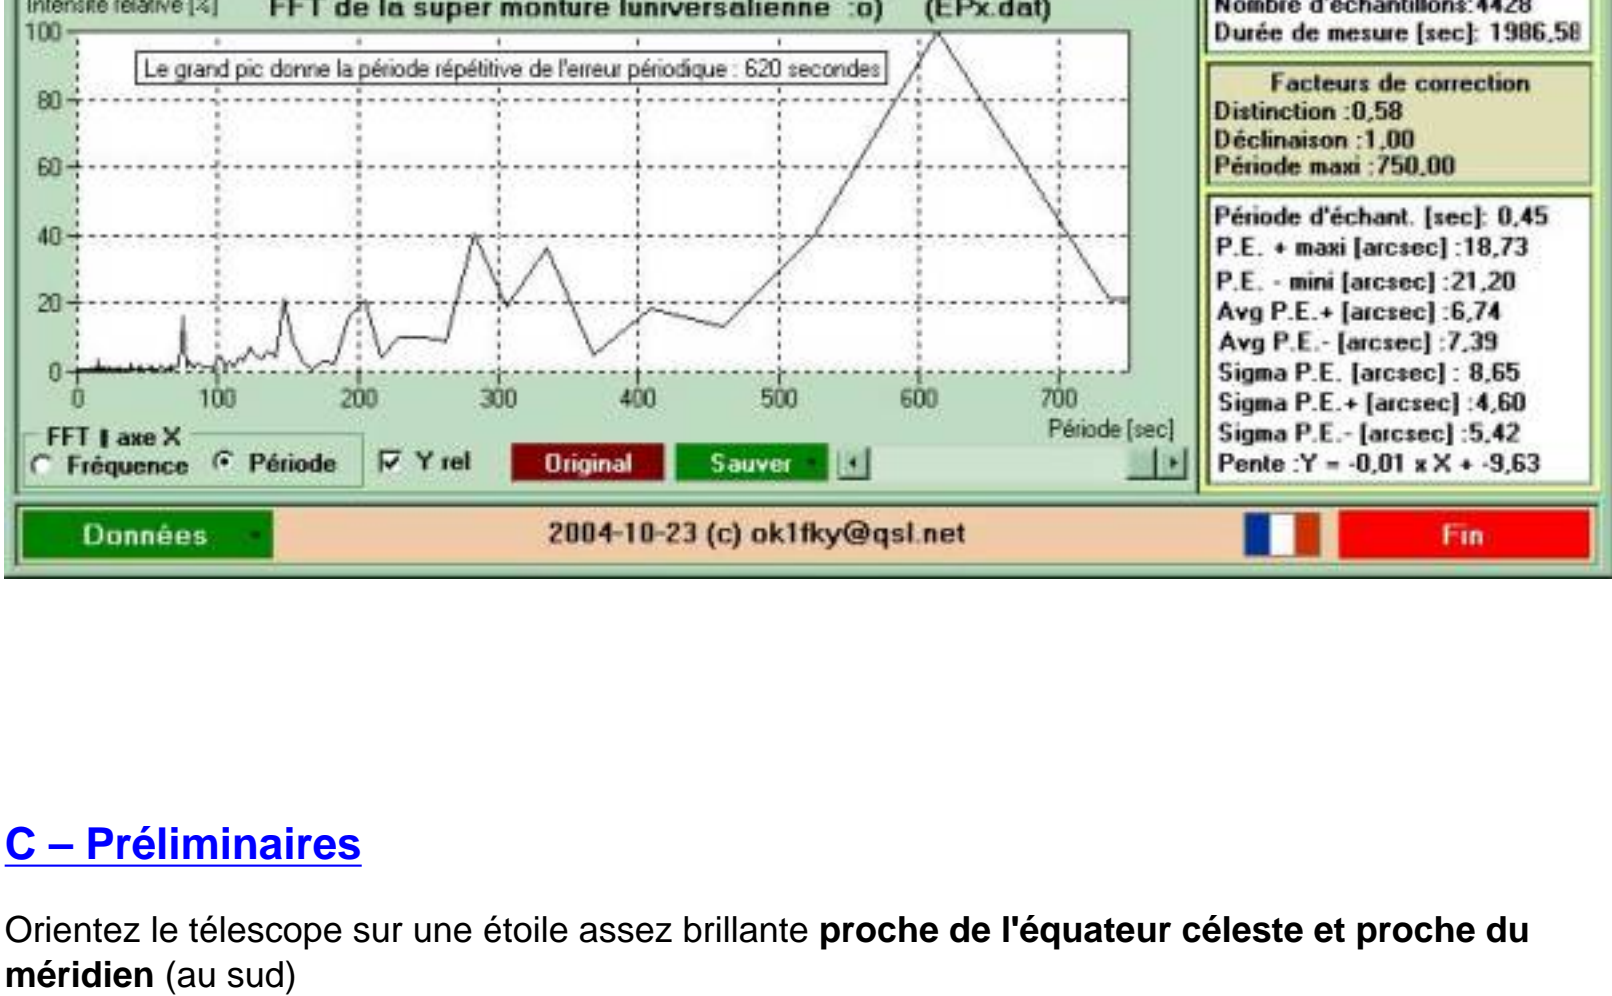 Intensité relative [%]
FFT de la super monture luniversalienne :o) (EPx.dat)
Nombre d'échantillons:4428
Durée de mesure [sec]: 1986,58
Le grand pic donne la période répétitive de l'erreur périodique : 620 secondes
100
80
60
40
20
0
0 100 200 300 400 500 600 700
Période [sec]
Facteurs de correction
Distinction :0,58
Déclinaison :1,00
Période maxi :750,00
Période d'échant. [sec]: 0,45
P.E. + maxi [arcsec] :18,73
P.E. - mini [arcsec] :21,20
Avg P.E.+ [arcsec] :6,74
Avg P.E.- [arcsec] :7,39
Sigma P.E. [arcsec] : 8,65
Sigma P.E.+ [arcsec] :4,60
Sigma P.E.- [arcsec] :5,42
Pente :Y = -0,01 x X + -9,63
FFT || axe X
Fréquence Période Y rel Original Sauver
Données 2004-10-23 (c) ok1fky@qsl.net Fin
C – Préliminaires
Orientez le télescope sur une étoile assez brillante proche de l'équateur céleste et proche du
méridien (au sud)